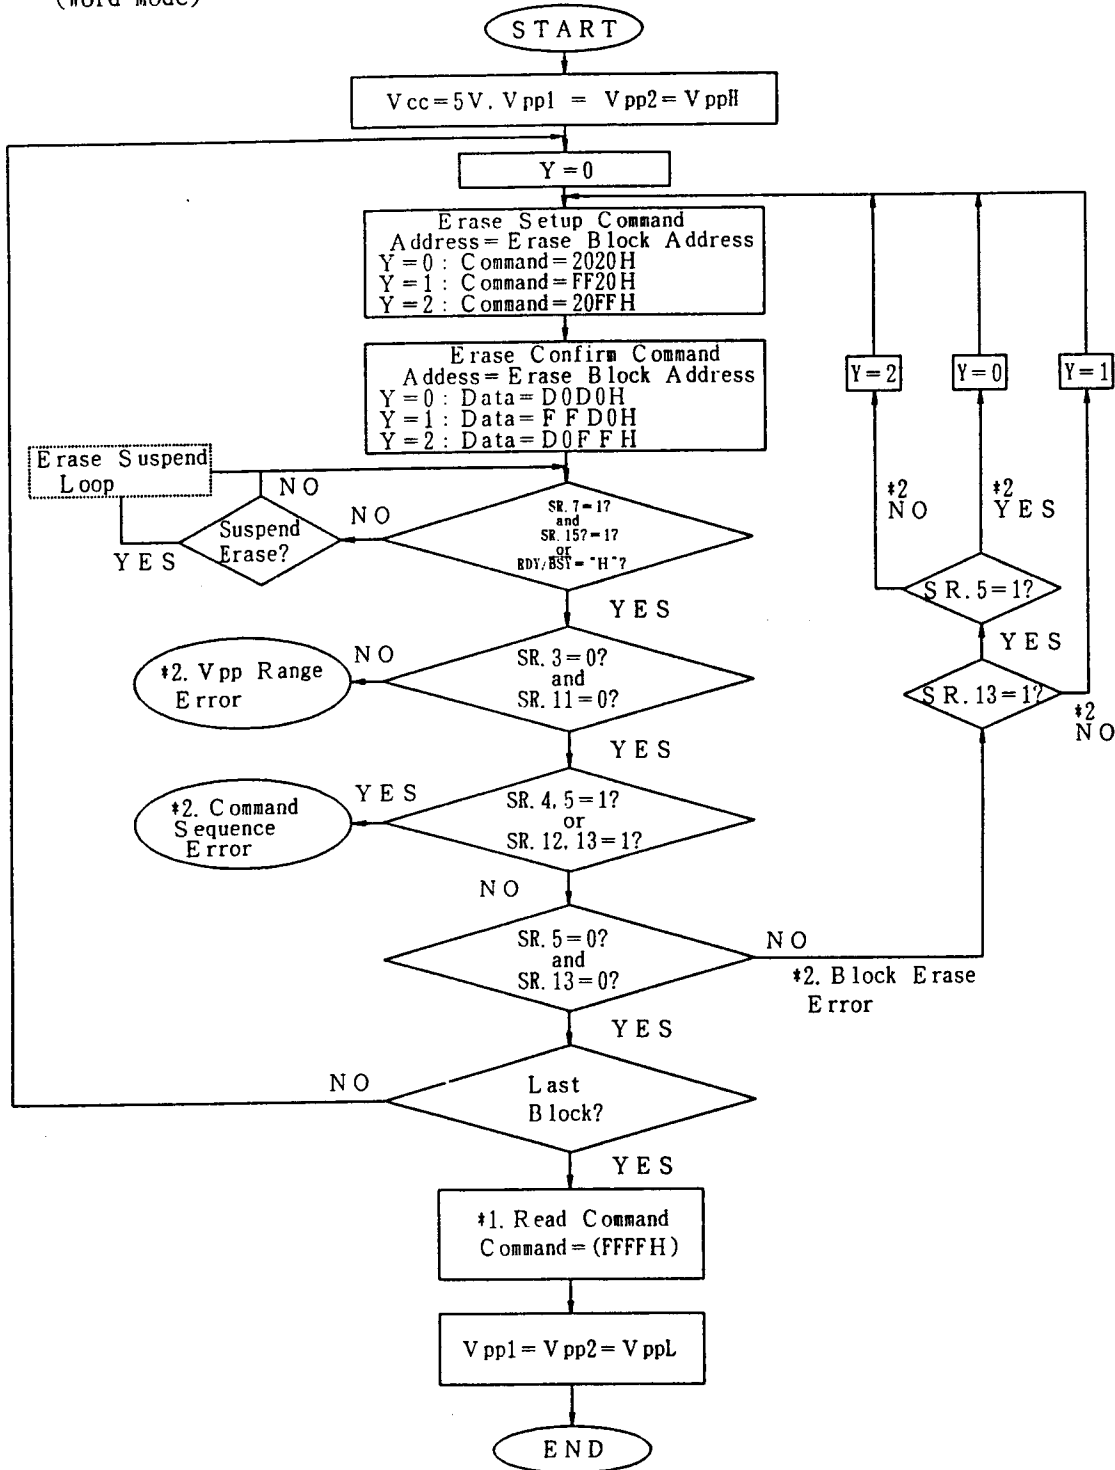 (Word mode)
START
Vcc=5V. Vpp1 = Vpp2=VppH
Y=0
Erase Setup Command
Address=Erase Block Address
Y=0: Command=2020H
Y=1: Command=FF20H
Y=2: Command=20FFH
Erase Confirm Command
Addess=Erase Block Address
Y=0: Data=D0D0H
Y=1: Data=FFD0H
Y=2: Data=D0FFH
Y=2
Y=0
Y=1
Erase Suspend
Loop
NO
YES
Suspend
Erase?
NO
SR.7=1?
and
SR.15?=1?
or
RDY/BSY="H"?
YES
*2
NO
*2
YES
SR.5=1?
YES
SR.13=1?
*2
NO
*2. Vpp Range
Error
NO
SR.3=0?
and
SR.11=0?
YES
*2. Command
Sequence
Error
YES
SR.4, 5=1?
or
SR.12, 13=1?
NO
SR.5=0?
and
SR.13=0?
NO
*2. Block Erase
Error
YES
NO
Last
Block?
YES
*1. Read Command
Command=(FFFFH)
Vpp1=Vpp2=VppL
END